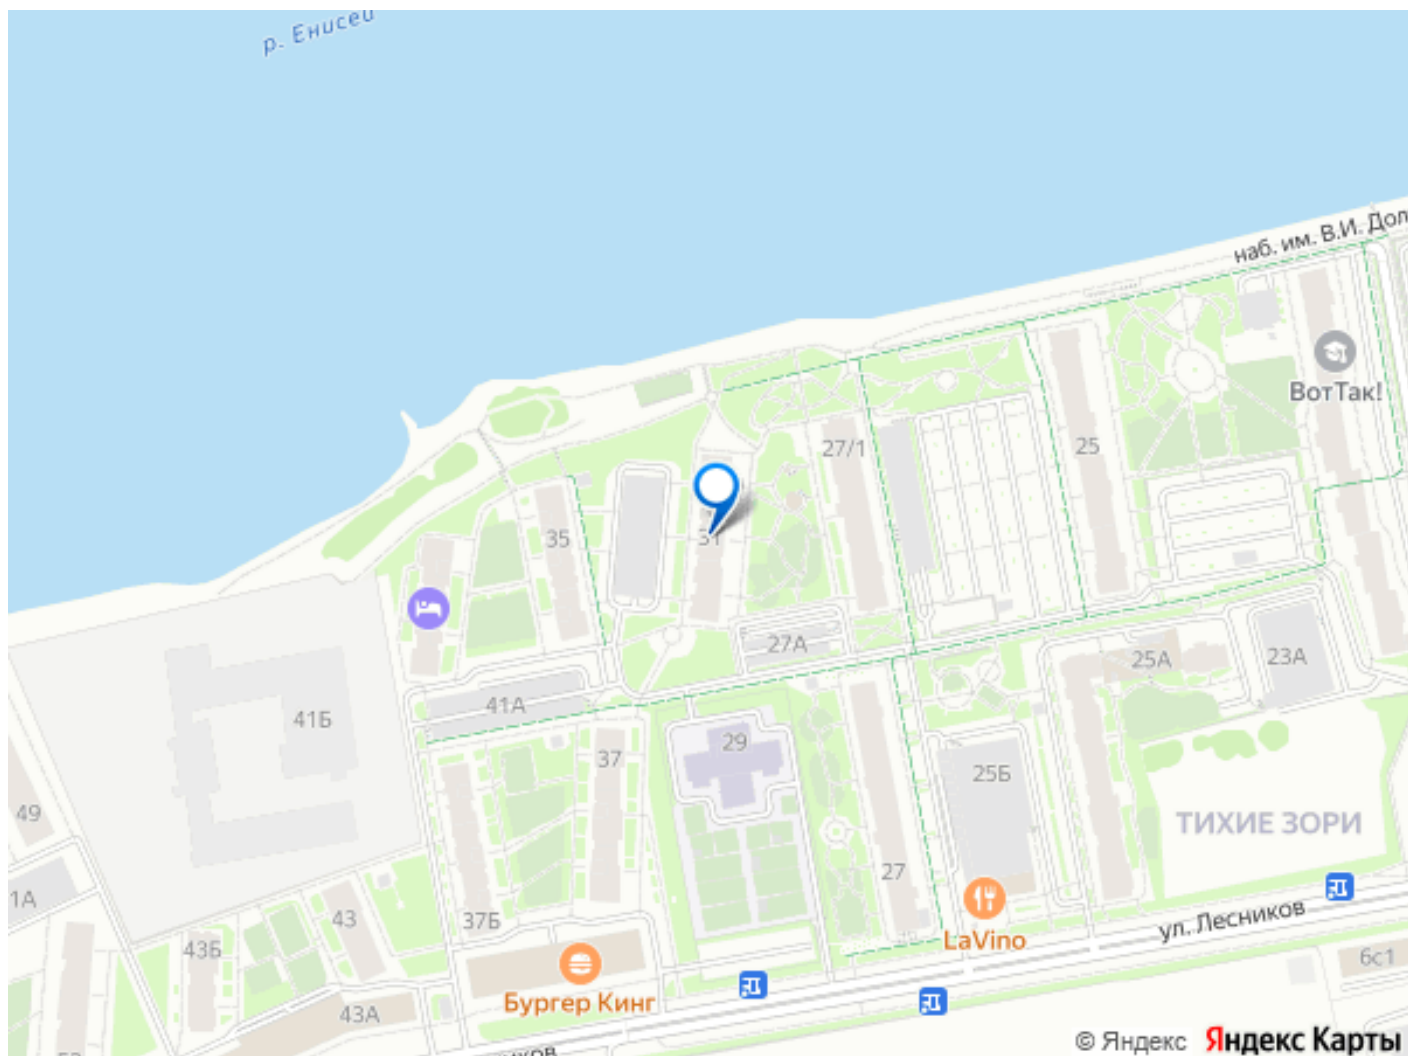 р. Енисей
наб. им. В.И. Дол
ВотТак!
27/1
25
35
31
27А
25А
23А
41А
41Б
29
37
25Б
49
ТИХИЕ ЗОРИ
27
1А
43
37Б
ул. Лесников
LaVino
43Б
6с1
Бургер Кинг
43А
© Яндекс Яндекс Карты